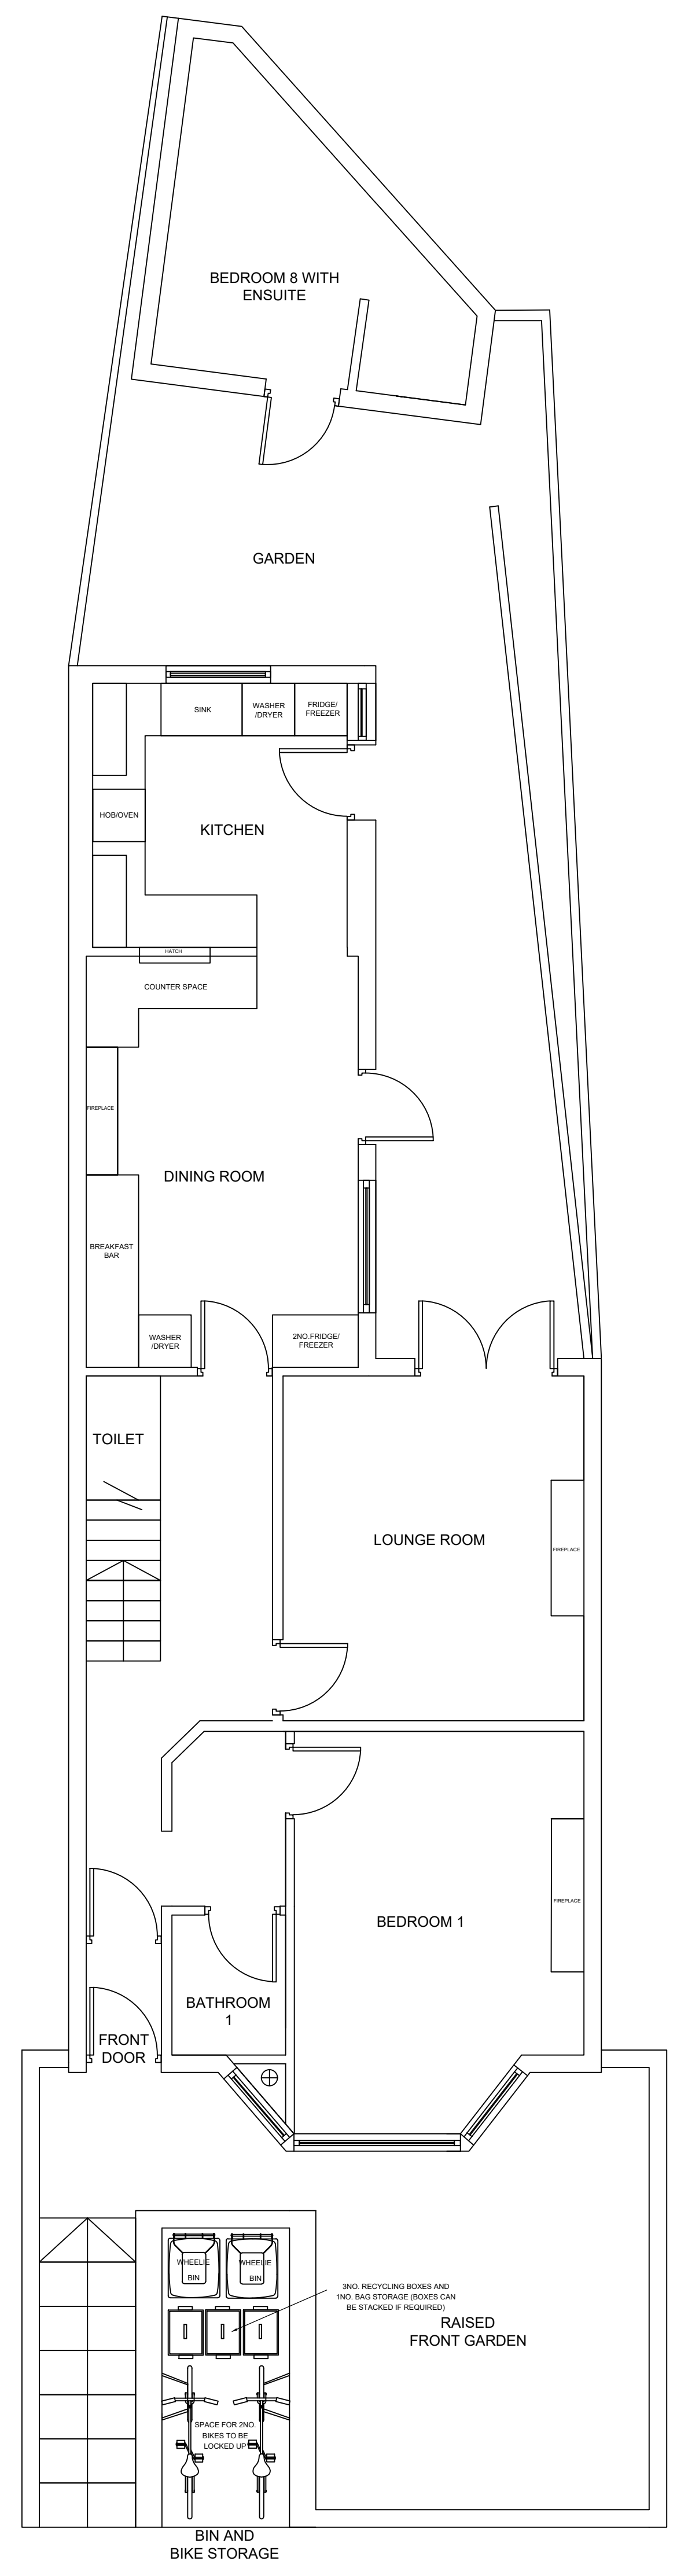 BEDROOM 8 WITH
ENSUITE
GARDEN
SINK
WASHER
/DRYER
FRIDGE/
FREEZER
HOB/OVEN
KITCHEN
HATCH
COUNTER SPACE
FIREPLACE
DINING ROOM
BREAKFAST
BAR
WASHER
/DRYER
2NO.FRIDGE/
FREEZER
TOILET
LOUNGE ROOM
FIREPLACE
FIREPLACE
BEDROOM 1
BATHROOM
1
FRONT
DOOR
WHEELIE
BIN
WHEELIE
BIN
3NO. RECYCLING BOXES AND
1NO. BAG STORAGE (BOXES CAN
BE STACKED IF REQUIRED)
RAISED
FRONT GARDEN
SPACE FOR 2NO.
BIKES TO BE
LOCKED UP
BIN AND
BIKE STORAGE